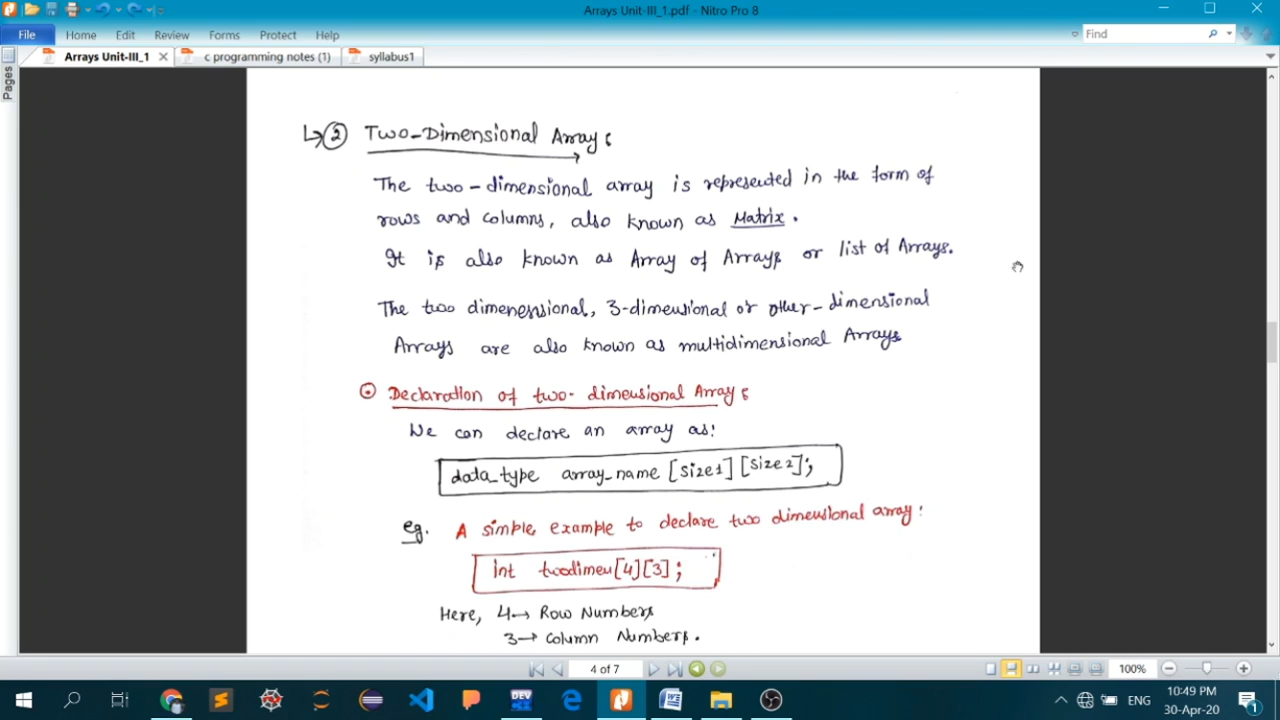 Arrays Unit-III_1.pdf - Nitro Pro 8
File Home Edit Review Forms Protect Help Find
Arrays Unit-III_1 c programming notes (1) syllabus1
Pages
② Two-Dimensional Array:
The two-dimensional array is represented in the form of
rows and columns, also known as Matrix.
It is also known as Array of Arrays or list of Arrays.
The two dimenensional, 3-dimensional or other-dimensional
Arrays are also known as multidimensional Arrays
Declaration of two-dimensional Array:
We can declare an array as:
data_type array_name [size1] [size2];
eg. A simple example to declare two dimensional array:
int twodimen[4][3];
Here, 4→ Row Numbers
3→ Column Numbers.
4 of 7 100%
DEV
ENG
10:49 PM
30-Apr-20
1